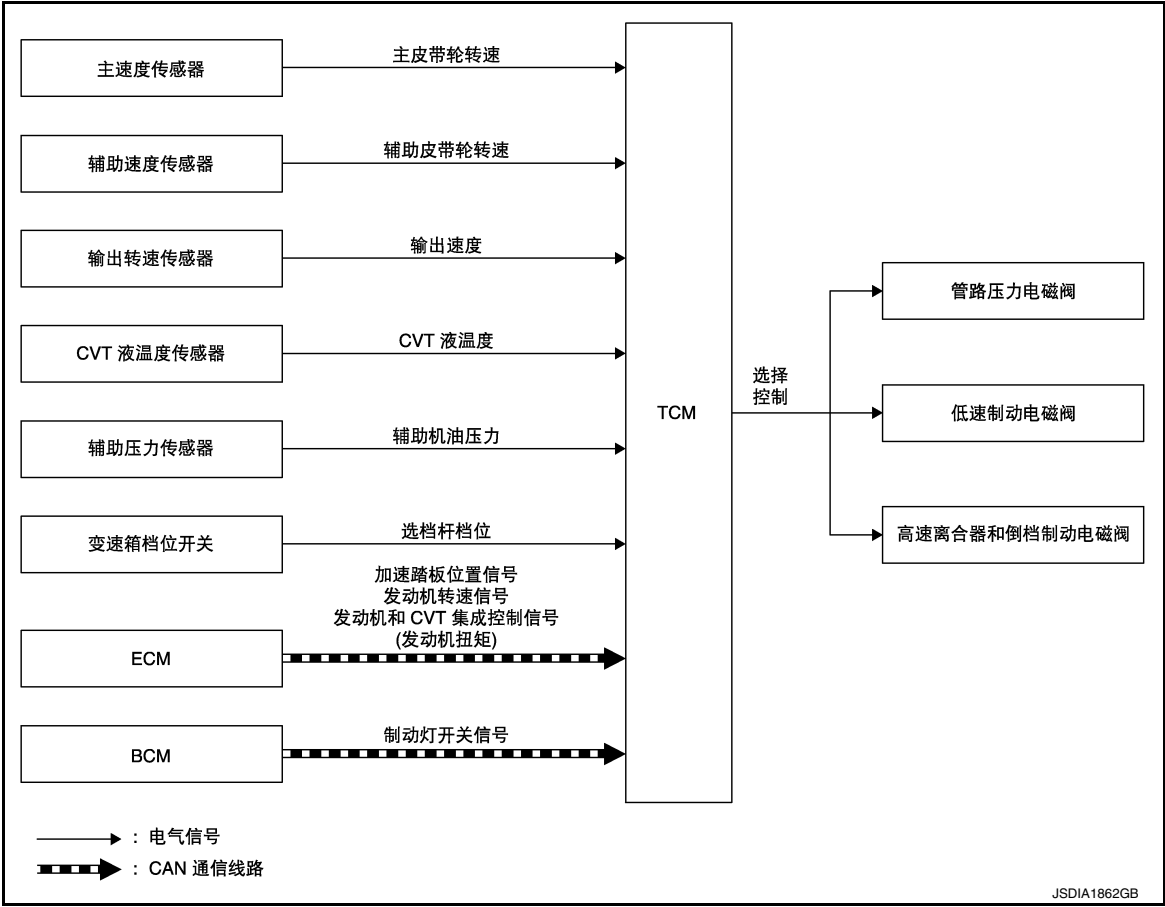 主速度传感器
主皮带轮转速
辅助速度传感器
辅助皮带轮转速
输出转速传感器
输出速度
CVT 液温度传感器
CVT 液温度
辅助压力传感器
辅助机油压力
变速箱档位开关
选档杆档位
ECM
加速踏板位置信号
发动机转速信号
发动机和 CVT 集成控制信号
(发动机扭矩)
BCM
制动灯开关信号
TCM
选择
控制
管路压力电磁阀
低速制动电磁阀
高速离合器和倒档制动电磁阀
：电气信号
：CAN 通信线路
JSDIA1862GB